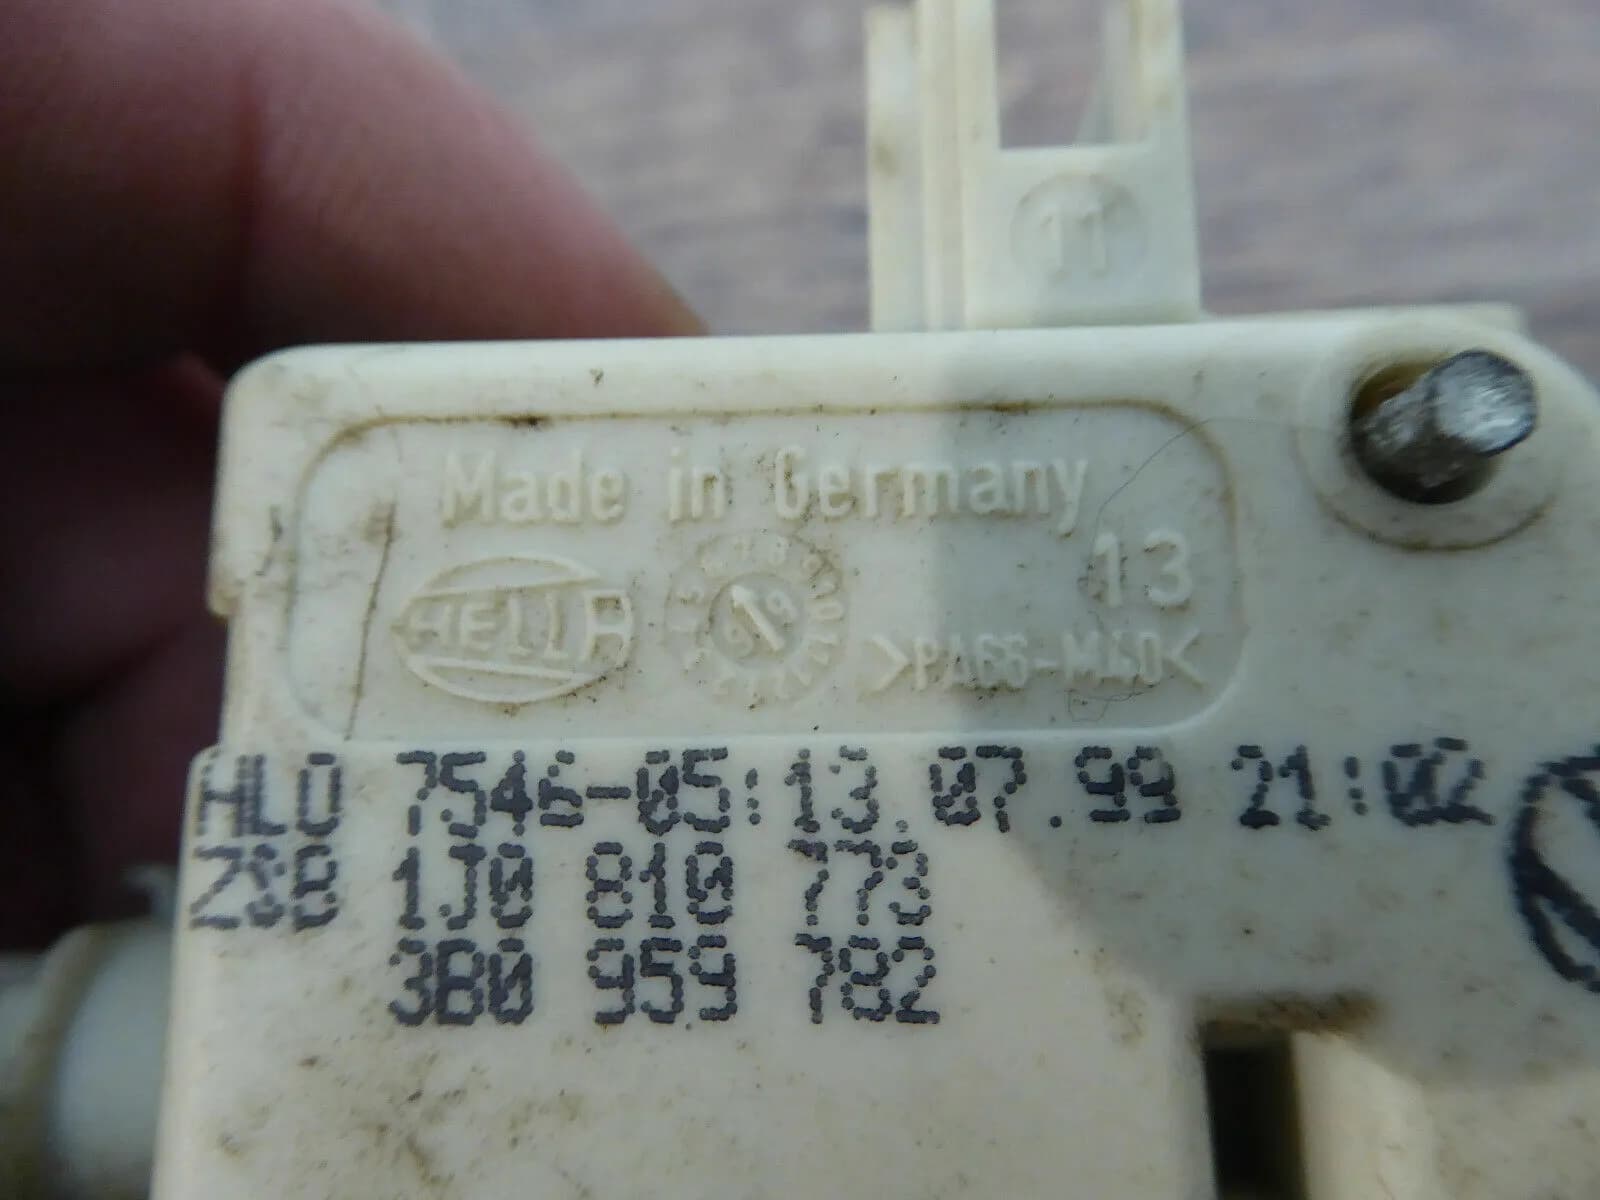 11
Made in Germany
HELLA
13
>PA66-M40<
7546-05:13.07.99 21:02
ZSB 1J0 810 773
3B0 959 782